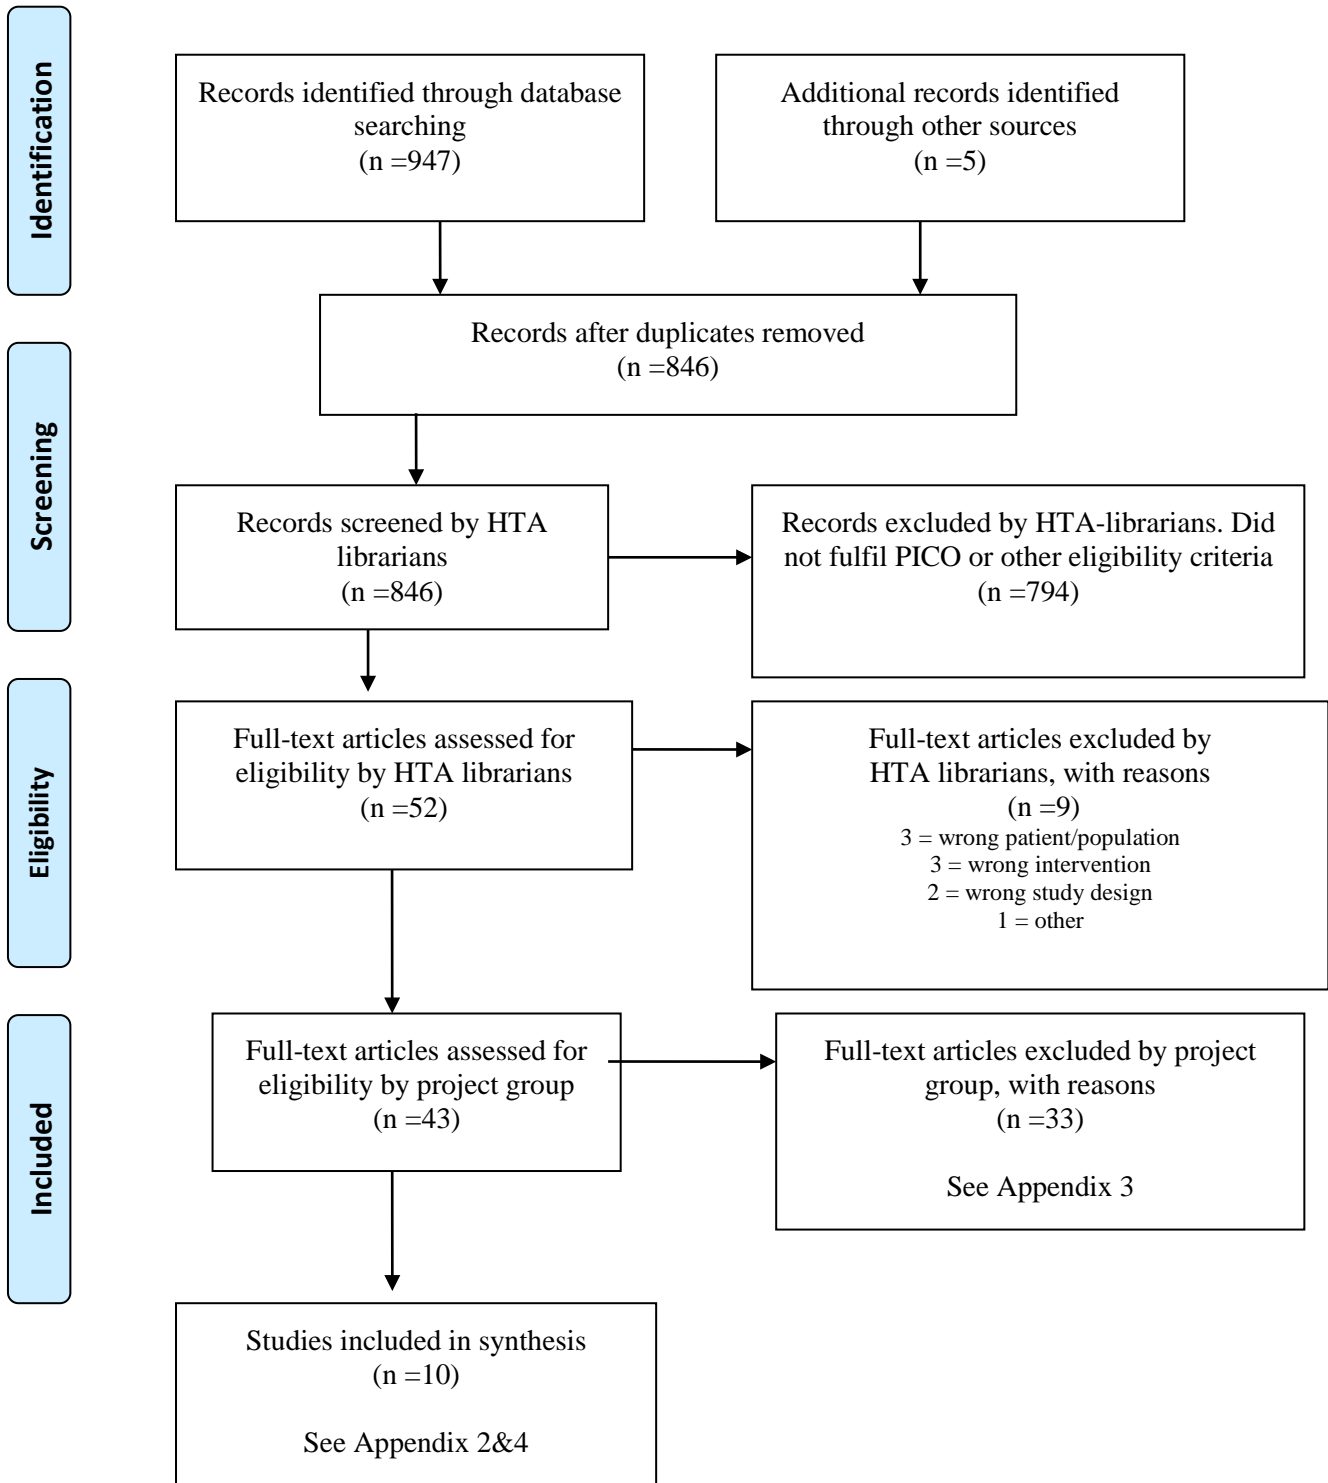 Identification
Records identified through database
searching
(n =947)
Additional records identified
through other sources
(n =5)
Records after duplicates removed
(n =846)
Screening
Records screened by HTA
librarians
(n =846)
Records excluded by HTA-librarians. Did
not fulfil PICO or other eligibility criteria
(n =794)
Eligibility
Full-text articles assessed for
eligibility by HTA librarians
(n =52)
Full-text articles excluded by
HTA librarians, with reasons
(n =9)
3 = wrong patient/population
3 = wrong intervention
2 = wrong study design
1 = other
Included
Full-text articles assessed for
eligibility by project group
(n =43)
Full-text articles excluded by project
group, with reasons
(n =33)
See Appendix 3
Studies included in synthesis
(n =10)
See Appendix 2&4